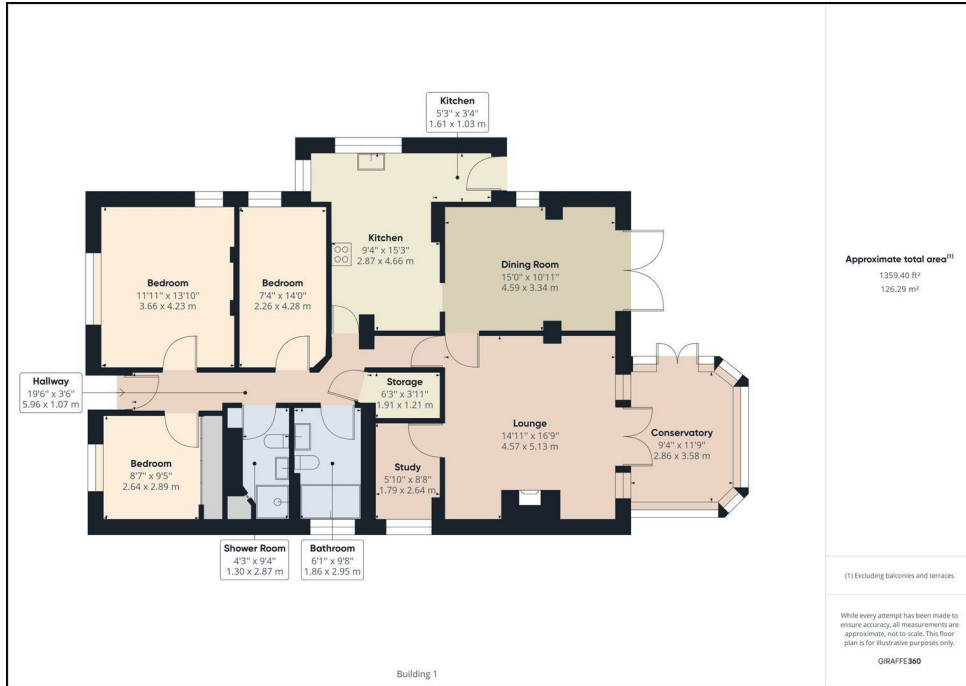 Kitchen
5'3" x 3'4"
1.61 x 1.03 m
Kitchen
9'4" x 15'3"
2.87 x 4.66 m
Dining Room
15'0" x 10'11"
4.59 x 3.34 m
Bedroom
11'11" x 13'10"
3.66 x 4.23 m
Bedroom
7'4" x 14'0"
2.26 x 4.28 m
Hallway
19'6" x 3'6"
5.96 x 1.07 m
Storage
6'3" x 3'11"
1.91 x 1.21 m
Lounge
14'11" x 16'9"
4.57 x 5.13 m
Conservatory
9'4" x 11'9"
2.86 x 3.58 m
Bedroom
8'7" x 9'5"
2.64 x 2.89 m
Study
5'10" x 8'8"
1.79 x 2.64 m
Shower Room
4'3" x 9'4"
1.30 x 2.87 m
Bathroom
6'1" x 9'8"
1.86 x 2.95 m
Building 1
Approximate total area(1)
1359.40 ft²
126.29 m²
(1) Excluding balconies and terraces
While every attempt has been made to
ensure accuracy, all measurements are
approximate, not to scale. This floor
plan is for illustrative purposes only.
GIRAFFE360